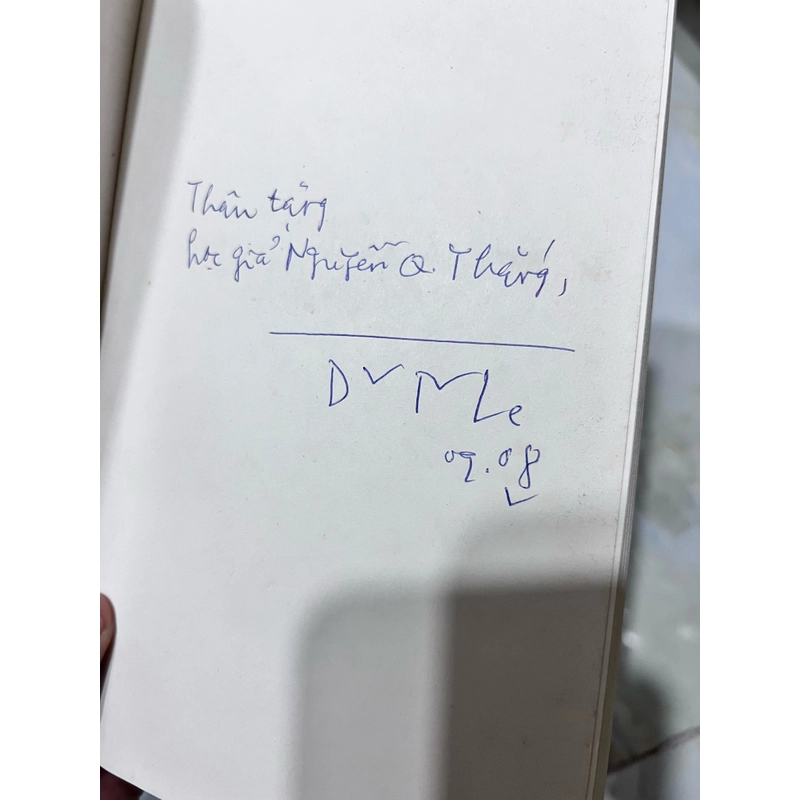 Thân tặng
học giả Nguyễn Q. Thắng,
09.08